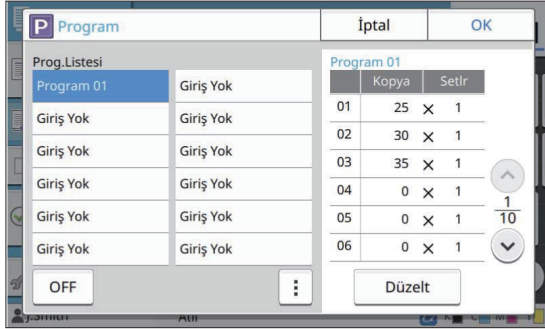 P Program
İptal
OK
Prog.Listesi
Program 01 Giriş Yok
Giriş Yok Giriş Yok
Giriş Yok Giriş Yok
Giriş Yok Giriş Yok
Giriş Yok Giriş Yok
Giriş Yok Giriş Yok
OFF
Program 01
Kopya Setlr
01 25 × 1
02 30 × 1
03 35 × 1
04 0 × 1
05 0 × 1
06 0 × 1
1
10
Düzelt
J.Smith